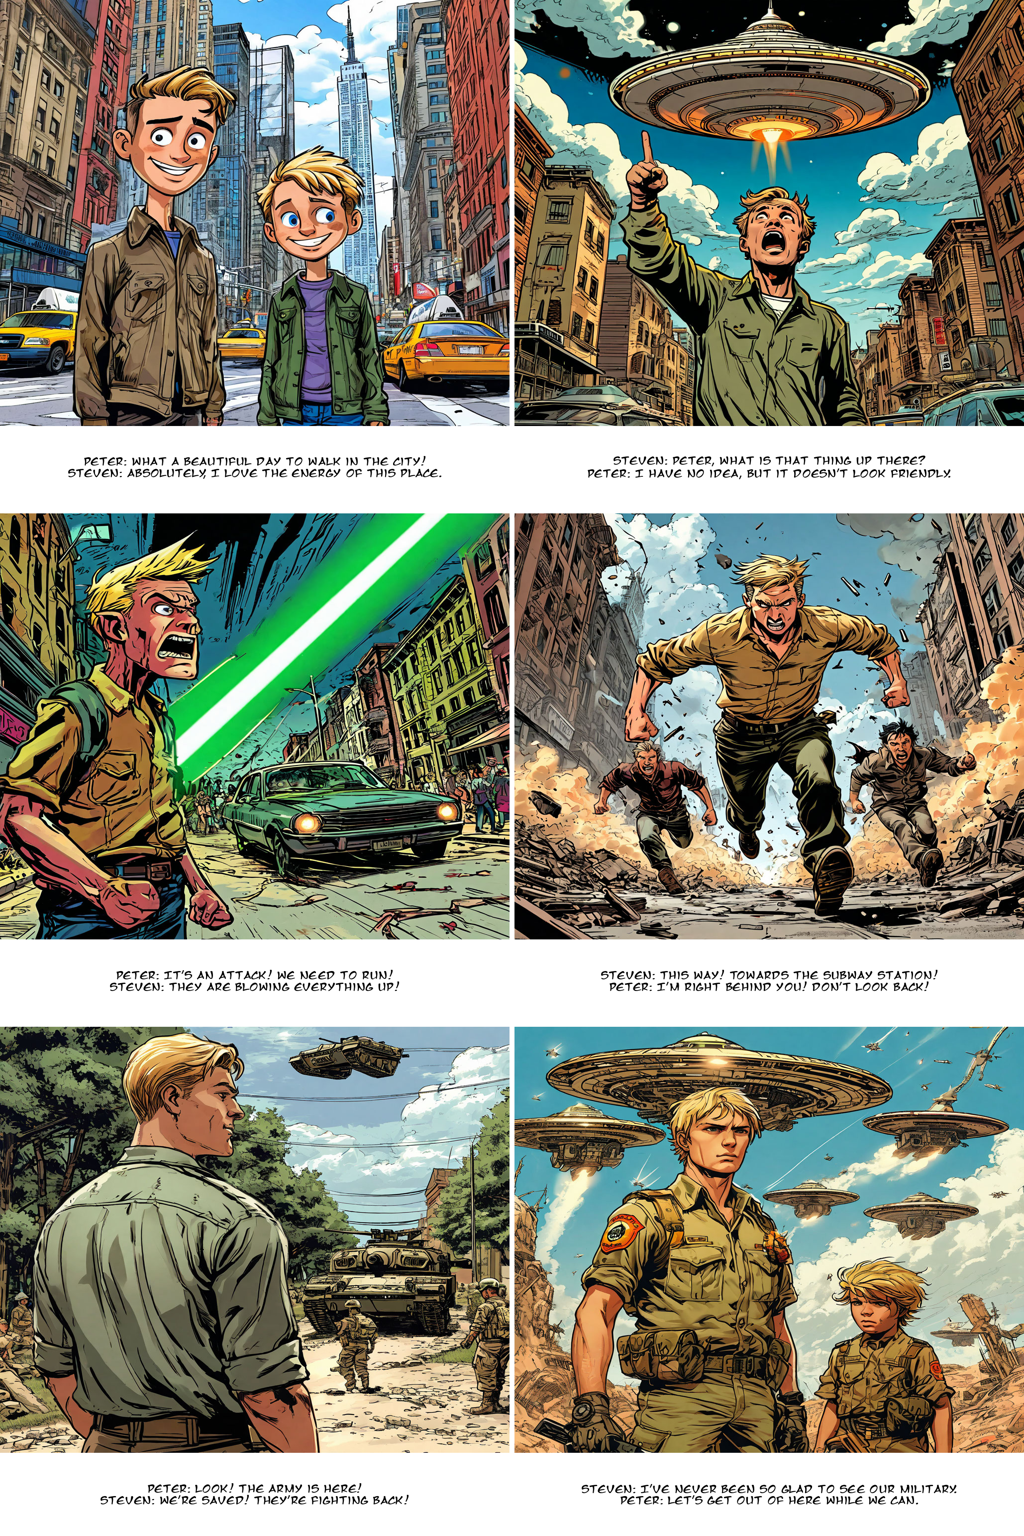 PETER: WHAT A BEAUTIFUL DAY TO WALK IN THE CITY!
STEVEN: ABSOLUTELY, I LOVE THE ENERGY OF THIS PLACE.
STEVEN: PETER, WHAT IS THAT THING UP THERE?
PETER: I HAVE NO IDEA, BUT IT DOESN'T LOOK FRIENDLY.
PETER: IT'S AN ATTACK! WE NEED TO RUN!
STEVEN: THEY ARE BLOWING EVERYTHING UP!
STEVEN: THIS WAY! TOWARDS THE SUBWAY STATION!
PETER: I'M RIGHT BEHIND YOU! DON'T LOOK BACK!
PETER: LOOK! THE ARMY IS HERE!
STEVEN: WE'RE SAVED! THEY'RE FIGHTING BACK!
STEVEN: I'VE NEVER BEEN SO GLAD TO SEE OUR MILITARY.
PETER: LET'S GET OUT OF HERE WHILE WE CAN.